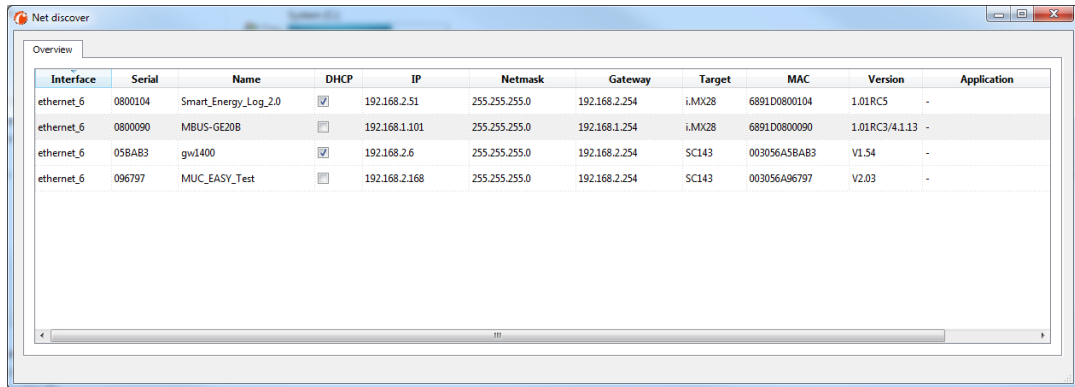 Net discover
Overview
Interface Serial Name DHCP IP Netmask Gateway Target MAC Version Application
ethernet_6 0800104 Smart_Energy_Log_2.0 192.168.2.51 255.255.255.0 192.168.2.254 i.MX28 6891D0800104 1.01RC5 -
ethernet_6 0800090 MBUS-GE20B 192.168.1.101 255.255.255.0 192.168.1.254 i.MX28 6891D0800090 1.01RC3/4.1.13 -
ethernet_6 05BAB3 gw1400 192.168.2.6 255.255.255.0 192.168.2.254 SC143 003056A5BAB3 V1.54 -
ethernet_6 096797 MUC_EASY_Test 192.168.2.168 255.255.255.0 192.168.2.254 SC143 003056A96797 V2.03 -